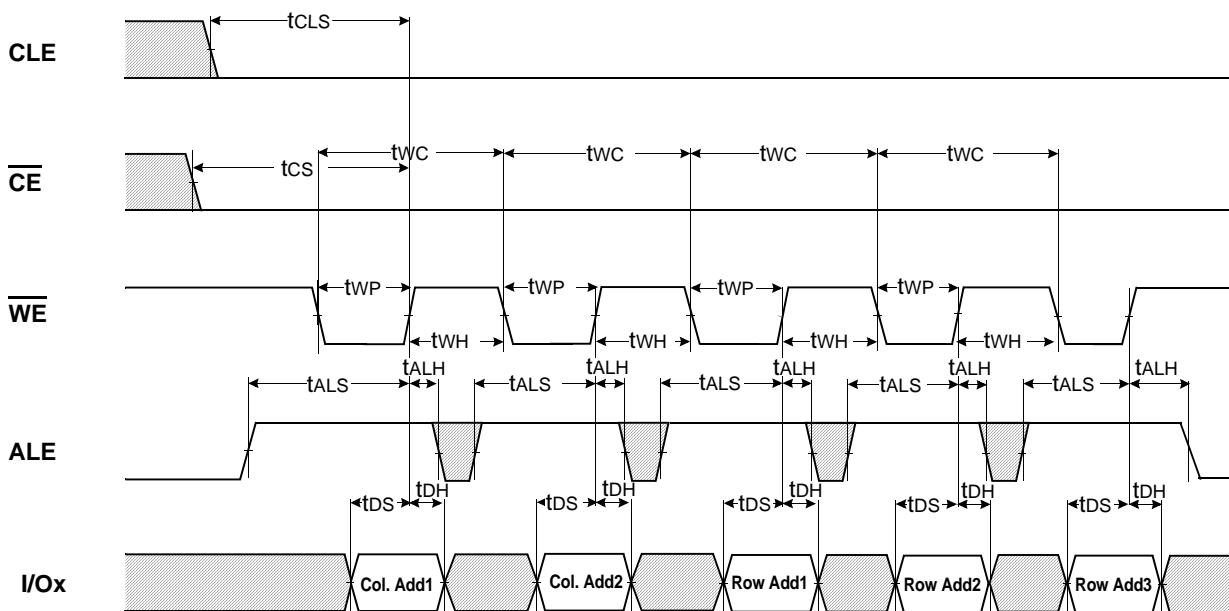 CLE
tCLS
CE
tCS
tWC tWC tWC tWC
WE
tWP tWP tWP tWP
tWH tWH tWH tWH
ALE
tALS tALH tALS tALH tALS tALH tALS tALH tALS tALH
tDS tDH tDS tDH tDS tDH tDS tDH tDS tDH
I/Ox
Col. Add1 Col. Add2 Row Add1 Row Add2 Row Add3